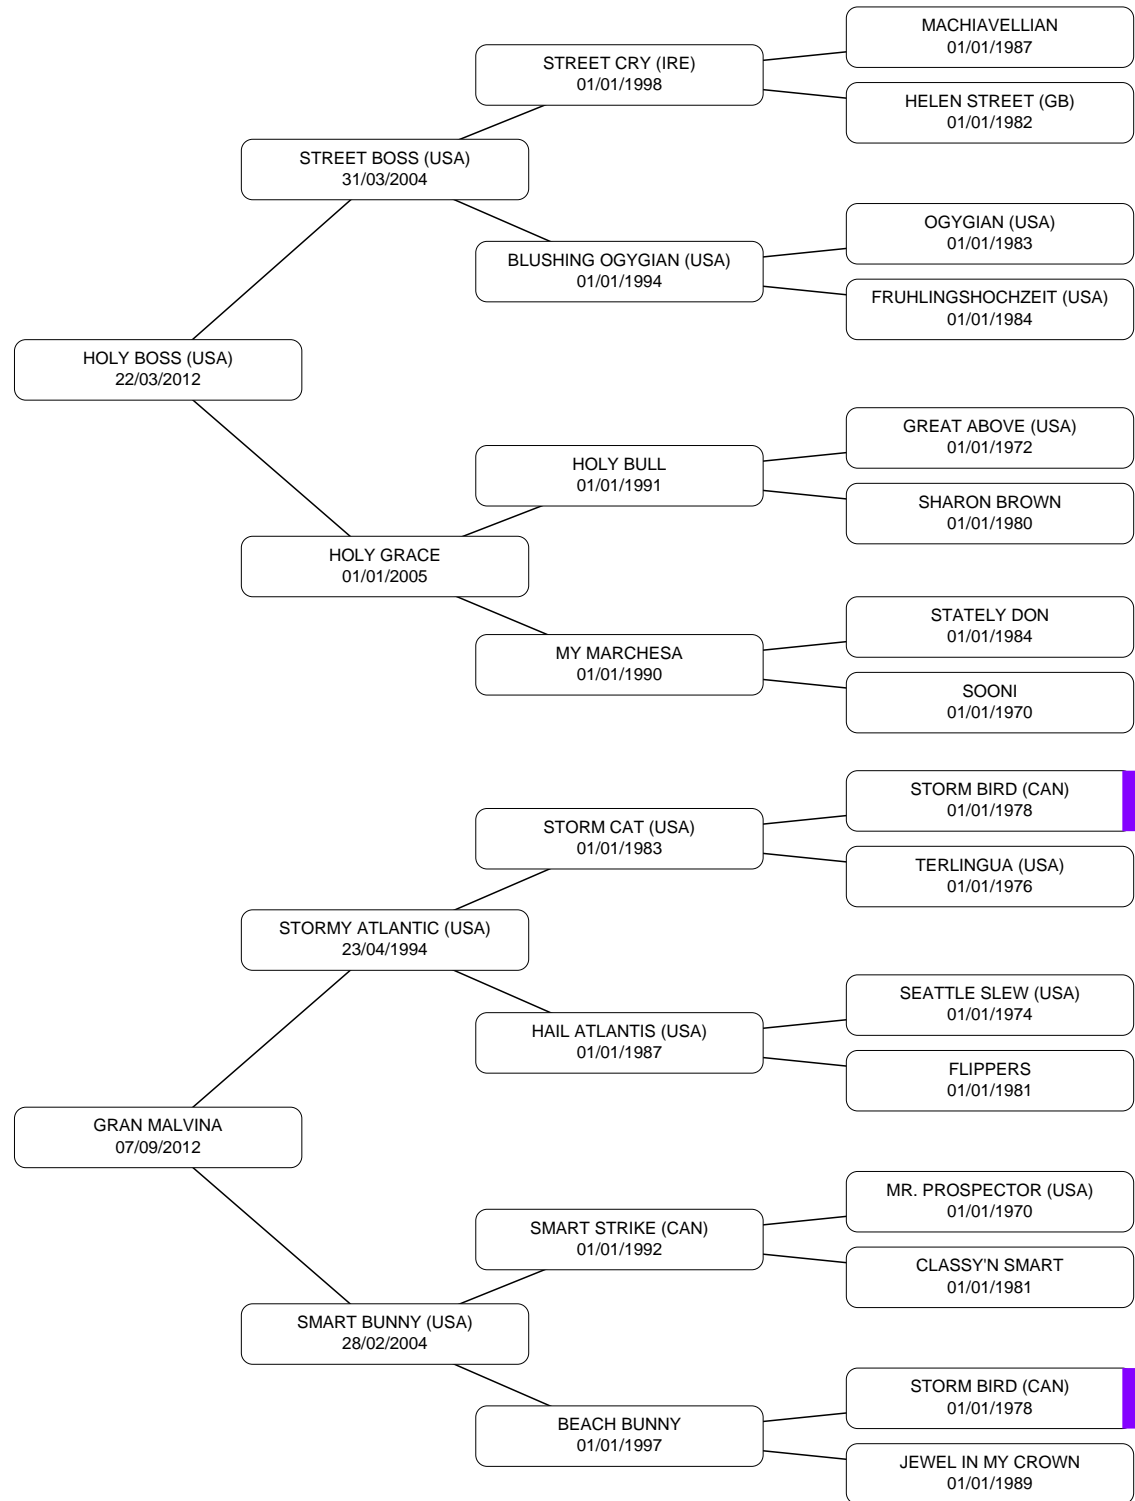 MACHIAVELLIAN
01/01/1987
STREET CRY (IRE)
01/01/1998
HELEN STREET (GB)
01/01/1982
STREET BOSS (USA)
31/03/2004
OGYGIAN (USA)
01/01/1983
BLUSHING OGYGIAN (USA)
01/01/1994
FRUHLINGSHOCHZEIT (USA)
01/01/1984
HOLY BOSS (USA)
22/03/2012
GREAT ABOVE (USA)
01/01/1972
HOLY BULL
01/01/1991
SHARON BROWN
01/01/1980
HOLY GRACE
01/01/2005
STATELY DON
01/01/1984
MY MARCHESA
01/01/1990
SOONI
01/01/1970
STORM BIRD (CAN)
01/01/1978
STORM CAT (USA)
01/01/1983
TERLINGUA (USA)
01/01/1976
STORMY ATLANTIC (USA)
23/04/1994
SEATTLE SLEW (USA)
01/01/1974
HAIL ATLANTIS (USA)
01/01/1987
FLIPPERS
01/01/1981
GRAN MALVINA
07/09/2012
MR. PROSPECTOR (USA)
01/01/1970
SMART STRIKE (CAN)
01/01/1992
CLASSY'N SMART
01/01/1981
SMART BUNNY (USA)
28/02/2004
STORM BIRD (CAN)
01/01/1978
BEACH BUNNY
01/01/1997
JEWEL IN MY CROWN
01/01/1989